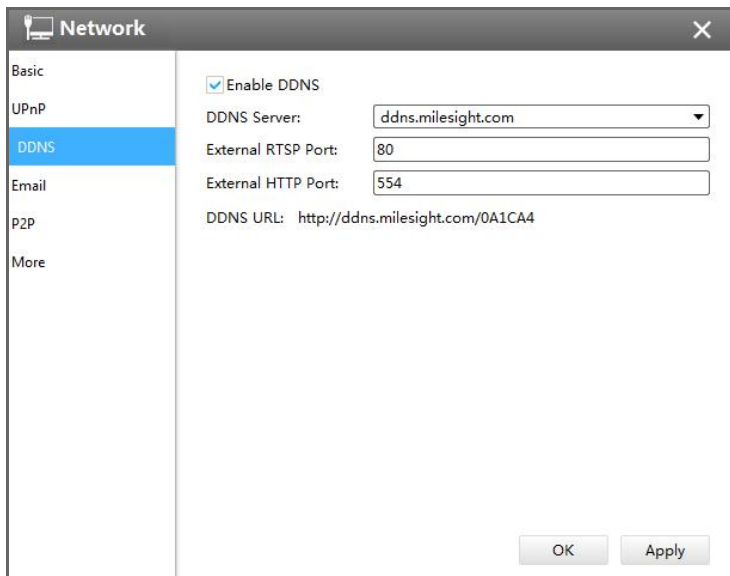 Network
Basic
UPnP
DDNS
Email
P2P
More
Enable DDNS
DDNS Server: ddns.milesight.com
External RTSP Port: 80
External HTTP Port: 554
DDNS URL: http://ddns.milesight.com/0A1CA4
OK Apply